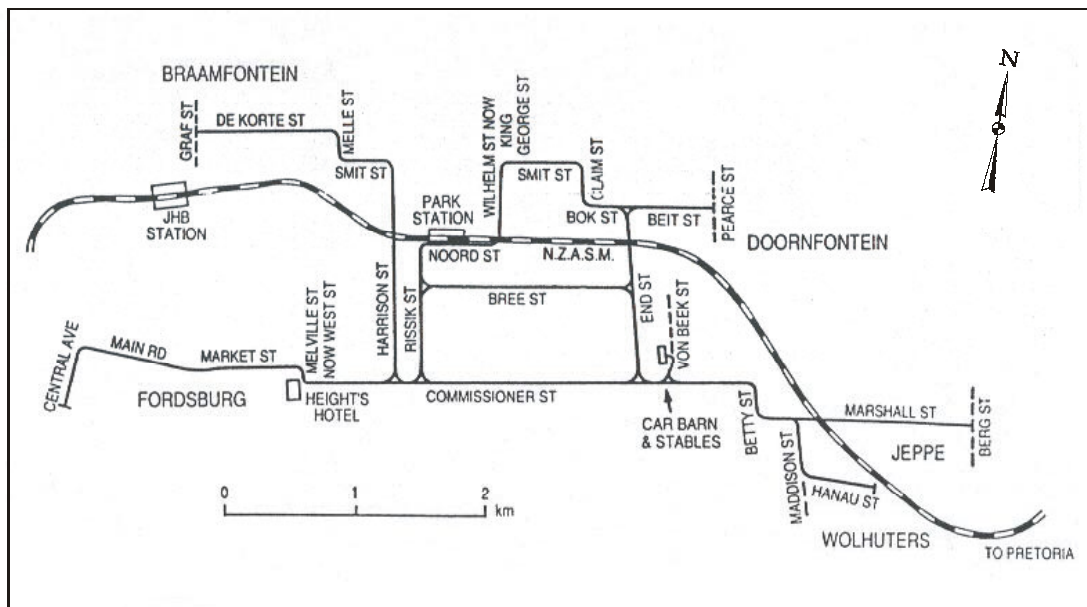 N
BRAAMFONTEIN
GRAF ST
DE KORTE ST
MELLE ST
SMIT ST
WILHELM ST NOW
KING
GEORGE ST
SMIT ST
CLAIM ST
BOK ST
BEIT ST
PEARCE ST
JHB
STATION
PARK
STATION
NOORD ST
N.Z.A.S.M.
DOORNFONTEIN
HARRISON ST
RISSIK ST
BREE ST
END ST
VON BEEK ST
CENTRAL AVE
MAIN RD
MARKET ST
MELVILLE ST
NOW WEST ST
FORDSBURG
HEIGHT'S
HOTEL
COMMISSIONER ST
CAR BARN
& STABLES
BETTY ST
MARSHALL ST
BERG ST
JEPPE
MADDISON ST
HANAU ST
WOLHUTERS
TO PRETORIA
0 1 2
km